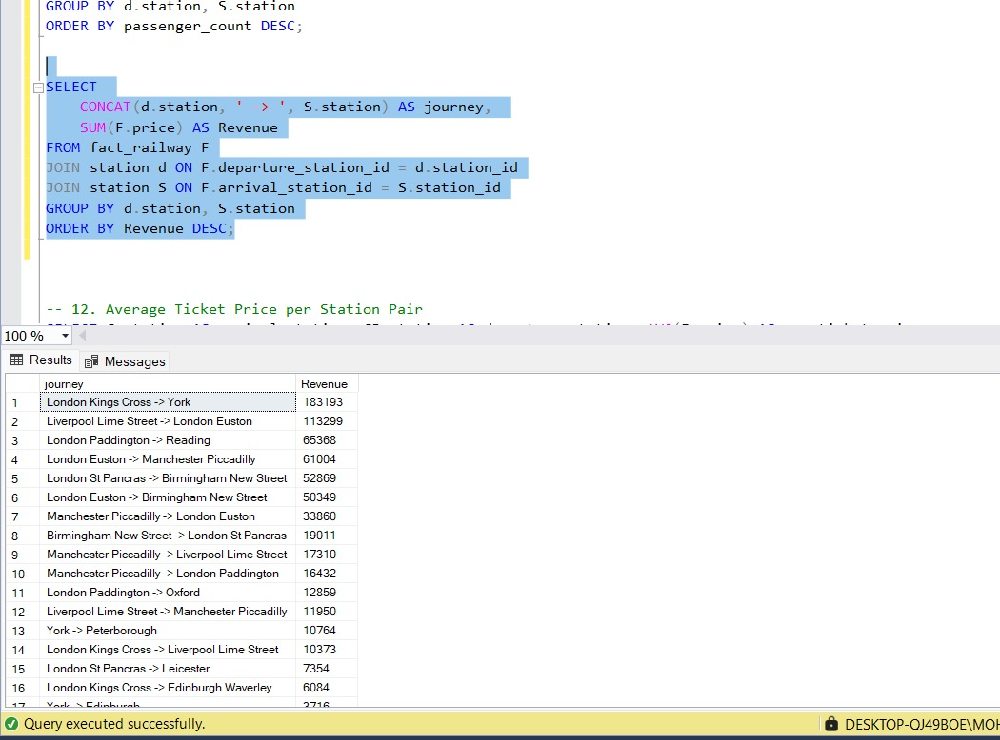 GROUP BY d.station, S.station
ORDER BY passenger_count DESC;
SELECT
CONCAT(d.station, ' -> ', S.station) AS journey,
SUM(F.price) AS Revenue
FROM fact_railway F
JOIN station d ON F.departure_station_id = d.station_id
JOIN station S ON F.arrival_station_id = S.station_id
GROUP BY d.station, S.station
ORDER BY Revenue DESC;
-- 12. Average Ticket Price per Station Pair
100 %
Results Messages
journey Revenue
1 London Kings Cross -> York 183193
2 Liverpool Lime Street -> London Euston 113299
3 London Paddington -> Reading 65368
4 London Euston -> Manchester Piccadilly 61004
5 London St Pancras -> Birmingham New Street 52869
6 London Euston -> Birmingham New Street 50349
7 Manchester Piccadilly -> London Euston 33860
8 Birmingham New Street -> London St Pancras 19011
9 Manchester Piccadilly -> Liverpool Lime Street 17310
10 Manchester Piccadilly -> London Paddington 16432
11 London Paddington -> Oxford 12859
12 Liverpool Lime Street -> Manchester Piccadilly 11950
13 York -> Peterborough 10764
14 London Kings Cross -> Liverpool Lime Street 10373
15 London St Pancras -> Leicester 7354
16 London Kings Cross -> Edinburgh Waverley 6084
17 York -> Edinburgh 3716
Query executed successfully. DESKTOP-QJ49BOE\MOH